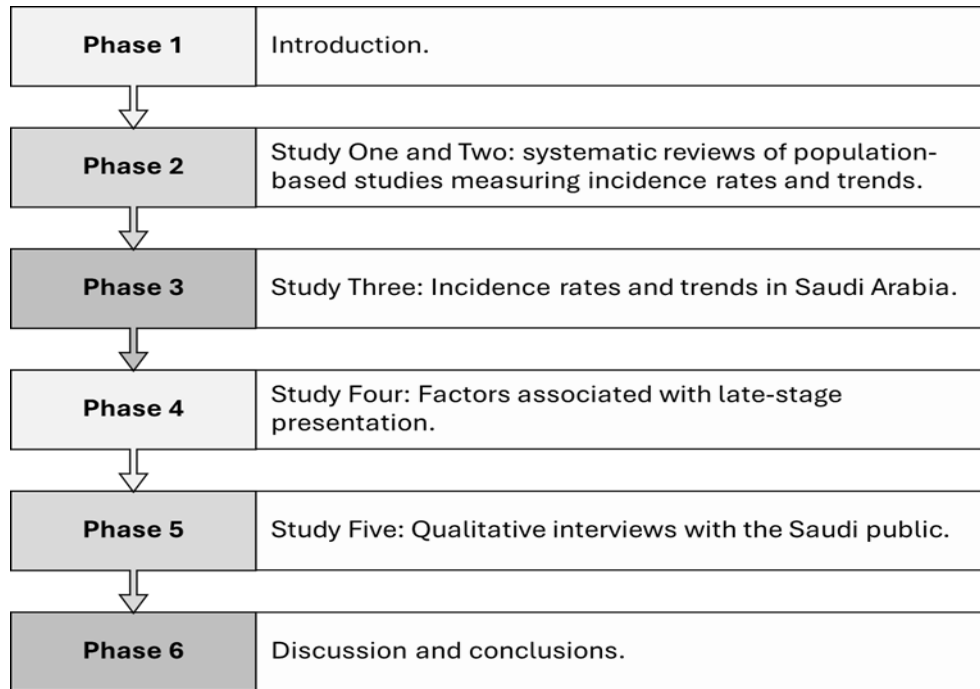 Phase 1
Introduction.
Phase 2
Study One and Two: systematic reviews of population-
based studies measuring incidence rates and trends.
Phase 3
Study Three: Incidence rates and trends in Saudi Arabia.
Phase 4
Study Four: Factors associated with late-stage
presentation.
Phase 5
Study Five: Qualitative interviews with the Saudi public.
Phase 6
Discussion and conclusions.